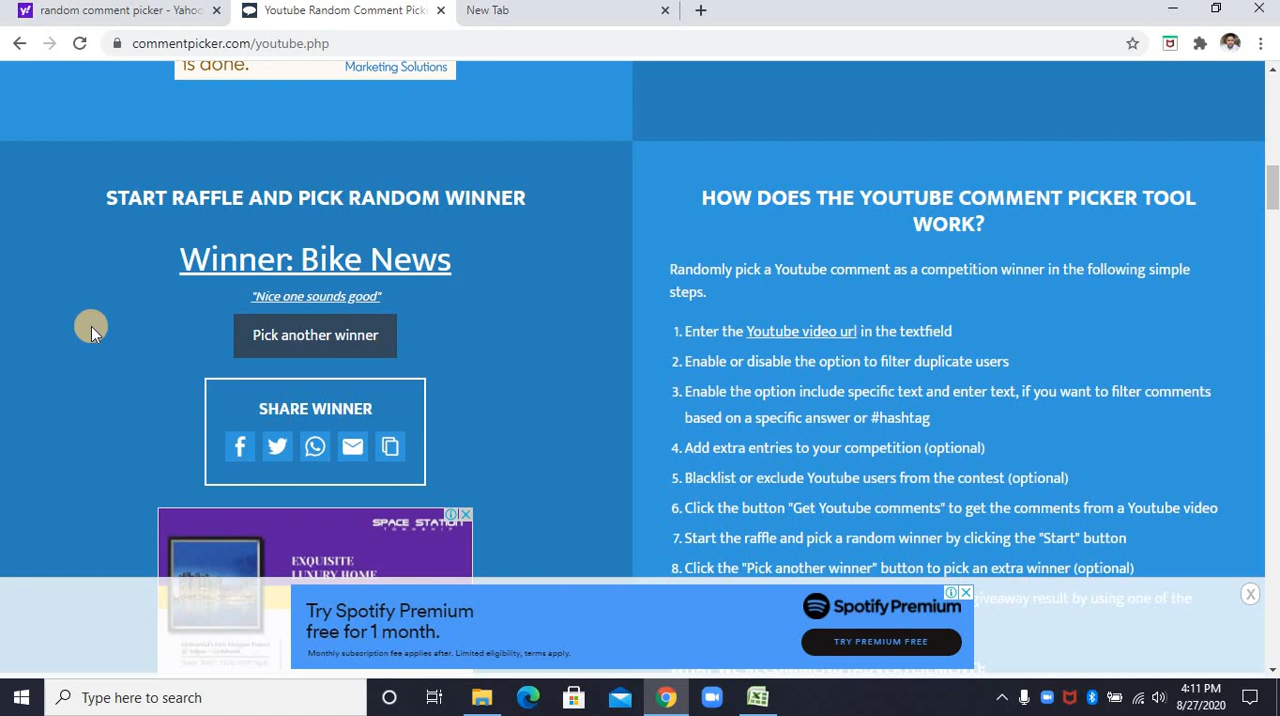 random comment picker - Yahoo
Youtube Random Comment Picke
New Tab
commentpicker.com/youtube.php
is done.
Marketing Solutions
START RAFFLE AND PICK RANDOM WINNER
Winner: Bike News
"Nice one sounds good"
Pick another winner
SHARE WINNER
SPACE STATION
EXQUISITE
LUXURY HOME
HOW DOES THE YOUTUBE COMMENT PICKER TOOL
WORK?
Randomly pick a Youtube comment as a competition winner in the following simple
steps.
1. Enter the Youtube video url in the textfield
2. Enable or disable the option to filter duplicate users
3. Enable the option include specific text and enter text, if you want to filter comments
based on a specific answer or #hashtag
4. Add extra entries to your competition (optional)
5. Blacklist or exclude Youtube users from the contest (optional)
6. Click the button "Get Youtube comments" to get the comments from a Youtube video
7. Start the raffle and pick a random winner by clicking the "Start" button
8. Click the "Pick another winner" button to pick an extra winner (optional)
giveaway result by using one of the
Try Spotify Premium
free for 1 month.
Monthly subscription fee applies after. Limited eligibility, terms apply.
Spotify Premium
TRY PREMIUM FREE
X
Type here to search
4:11 PM
8/27/2020